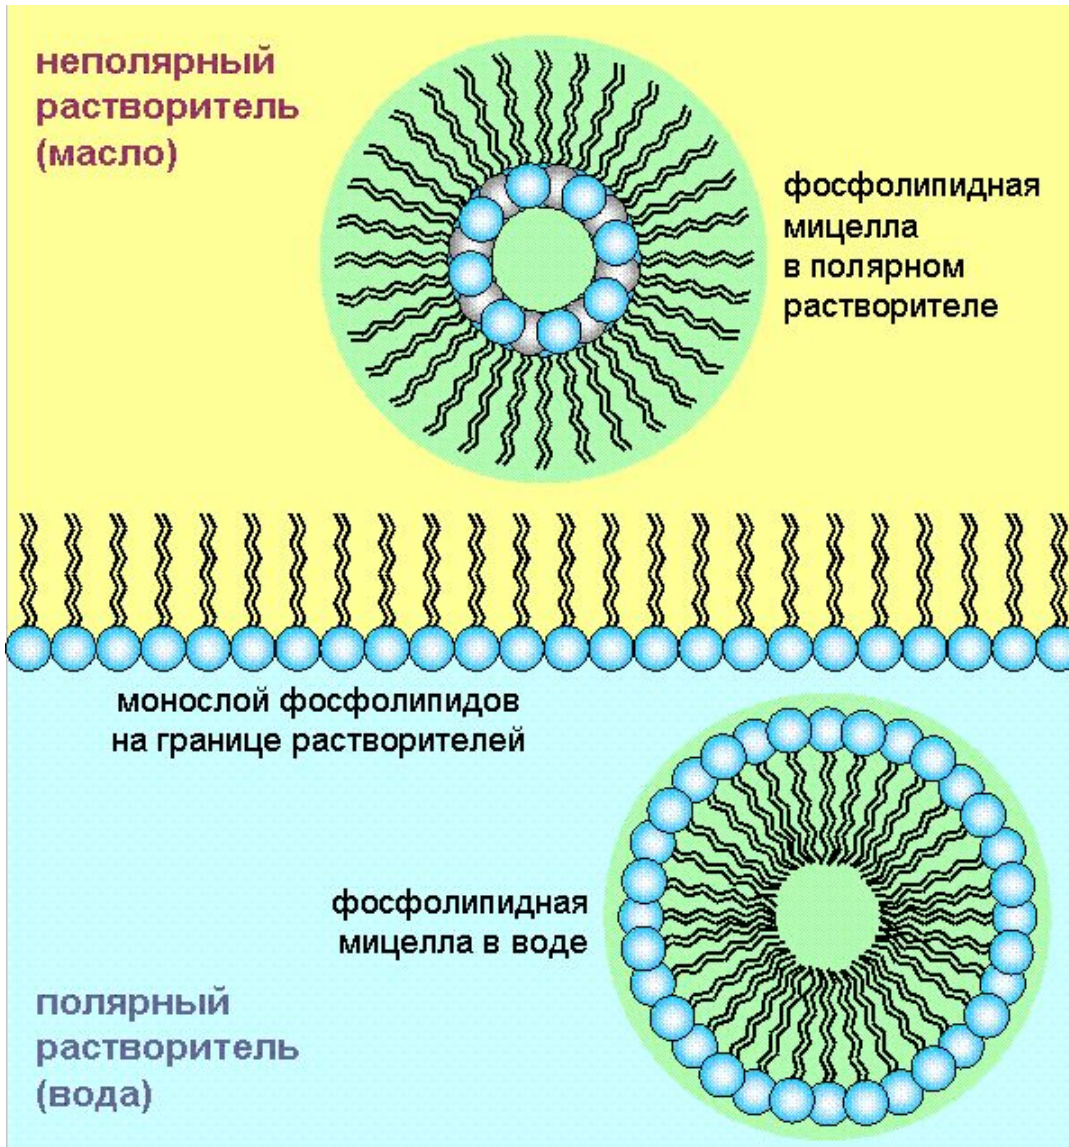 неполярный
растворитель
(масло)
фосфолипидная
мицелла
в полярном
растворителе
монослой фосфолипидов
на границе растворителей
фосфолипидная
мицелла в воде
полярный
растворитель
(вода)